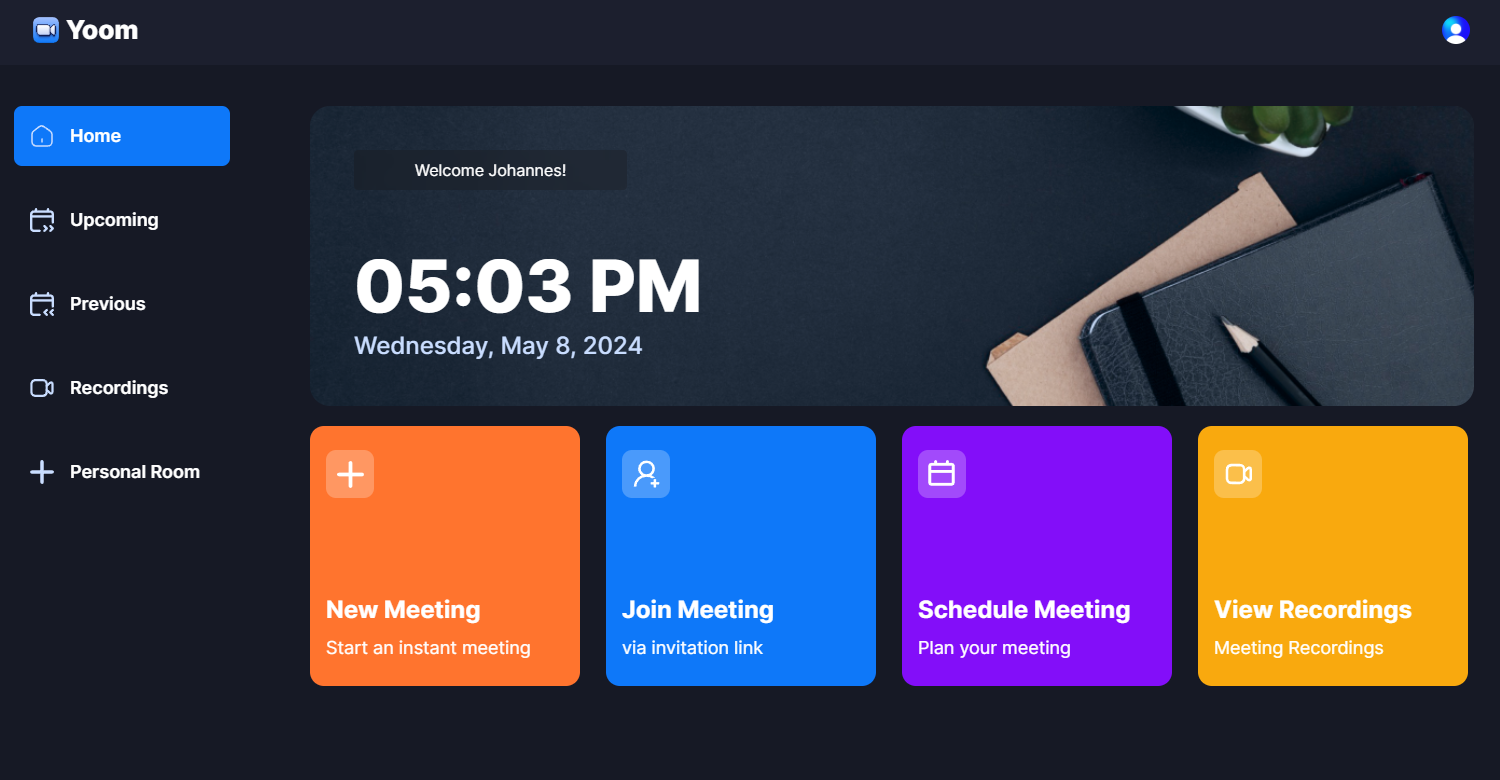 Yoom
Home
Upcoming
Previous
Recordings
Personal Room
Welcome Johannes!
05:03 PM
Wednesday, May 8, 2024
New Meeting
Start an instant meeting
Join Meeting
via invitation link
Schedule Meeting
Plan your meeting
View Recordings
Meeting Recordings